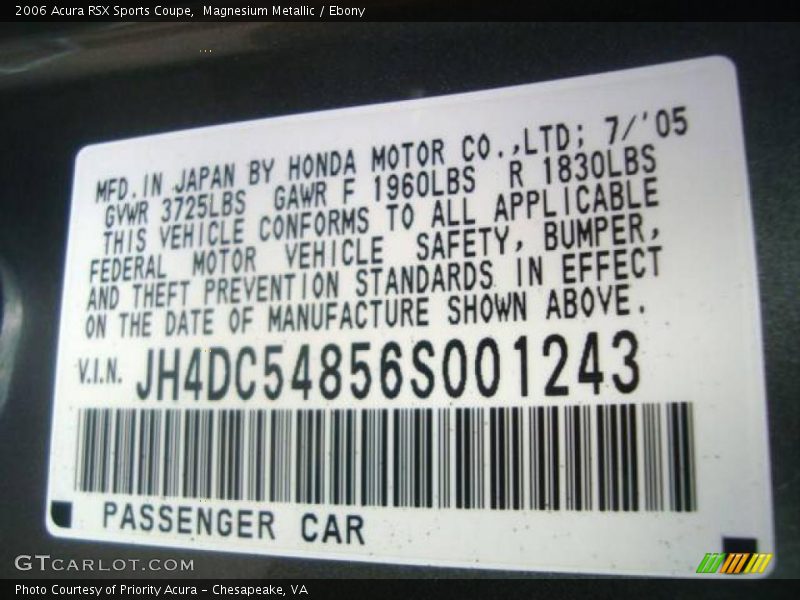 2006 Acura RSX Sports Coupe,  Magnesium Metallic / Ebony
MFD. IN JAPAN BY HONDA MOTOR CO.,LTD; 7/'05
GVWR 3725LBS GAWR F 1960LBS R 1830LBS
THIS VEHICLE CONFORMS TO ALL APPLICABLE
FEDERAL MOTOR VEHICLE SAFETY, BUMPER,
AND THEFT PREVENTION STANDARDS IN EFFECT
ON THE DATE OF MANUFACTURE SHOWN ABOVE.
V.I.N. JH4DC54856S001243
PASSENGER CAR
GTCARLOT.COM
Photo Courtesy of Priority Acura - Chesapeake, VA